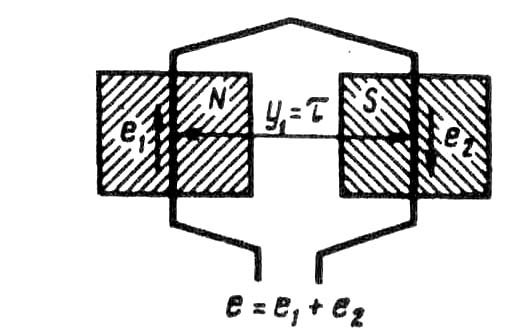 N
S
y₁=τ
e₁
e₂
e = e₁ + e₂